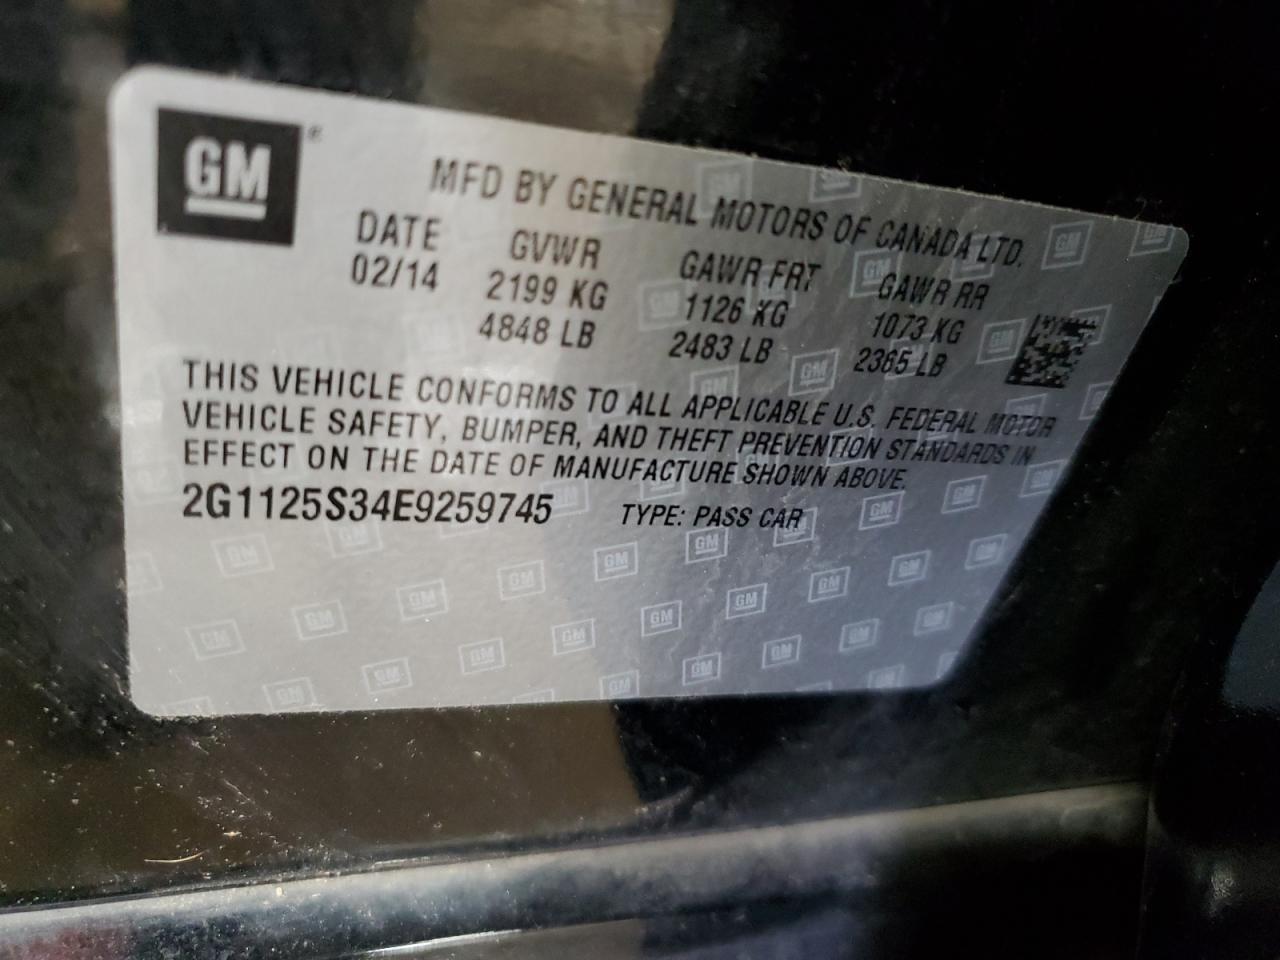 GM ®
MFD BY GENERAL MOTORS OF CANADA LTD.
DATE GVWR GAWR FRT GAWR RR
02/14 2199 KG 1126 KG 1073 KG
4848 LB 2483 LB 2365 LB
THIS VEHICLE CONFORMS TO ALL APPLICABLE U.S. FEDERAL MOTOR
VEHICLE SAFETY, BUMPER, AND THEFT PREVENTION STANDARDS IN
EFFECT ON THE DATE OF MANUFACTURE SHOWN ABOVE.
2G1125S34E9259745 TYPE: PASS CAR